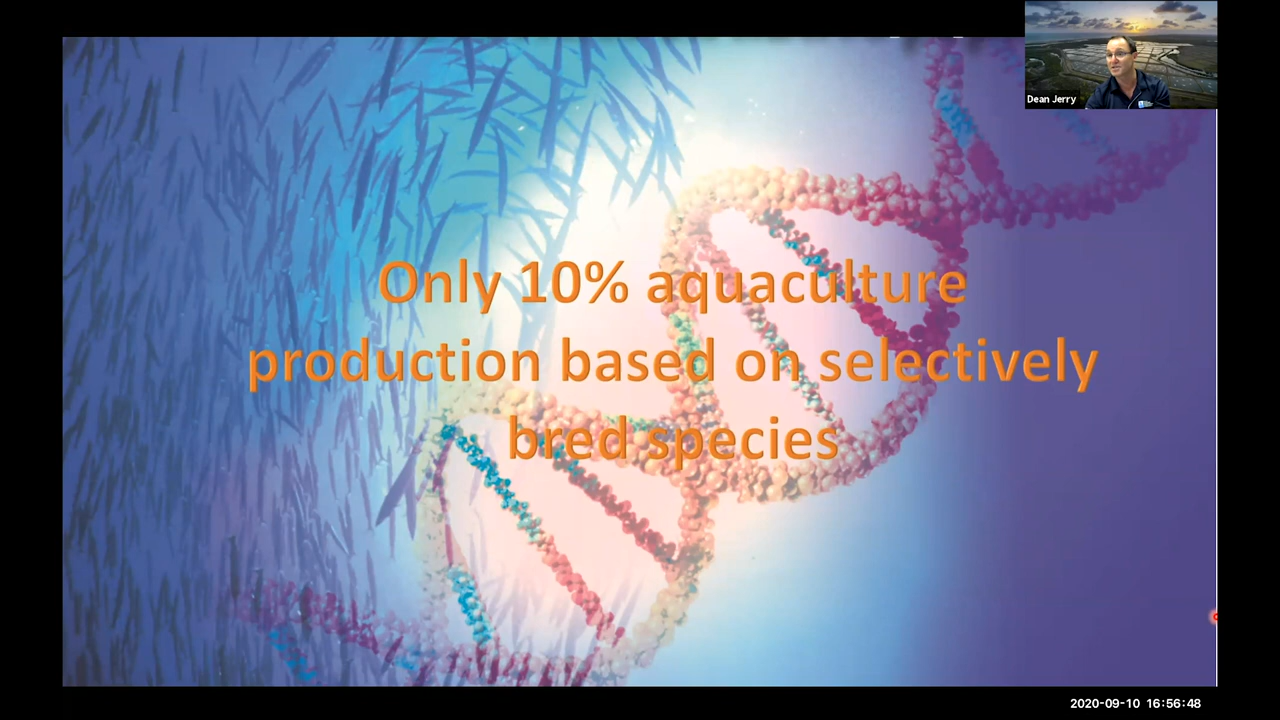 Dean Jerry
Only 10% aquaculture
production based on selectively
bred species
2020-09-10 16:56:48